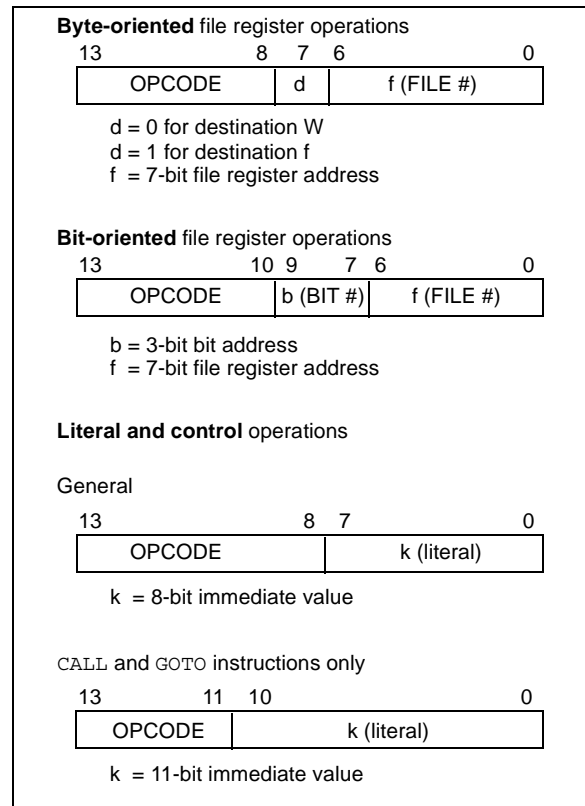 Byte-oriented file register operations
13 8 7 6 0
OPCODE d f (FILE #)
d = 0 for destination W
d = 1 for destination f
f = 7-bit file register address
Bit-oriented file register operations
13 10 9 7 6 0
OPCODE b (BIT #) f (FILE #)
b = 3-bit bit address
f = 7-bit file register address
Literal and control operations
General
13 8 7 0
OPCODE k (literal)
k = 8-bit immediate value
CALL and GOTO instructions only
13 11 10 0
OPCODE k (literal)
k = 11-bit immediate value